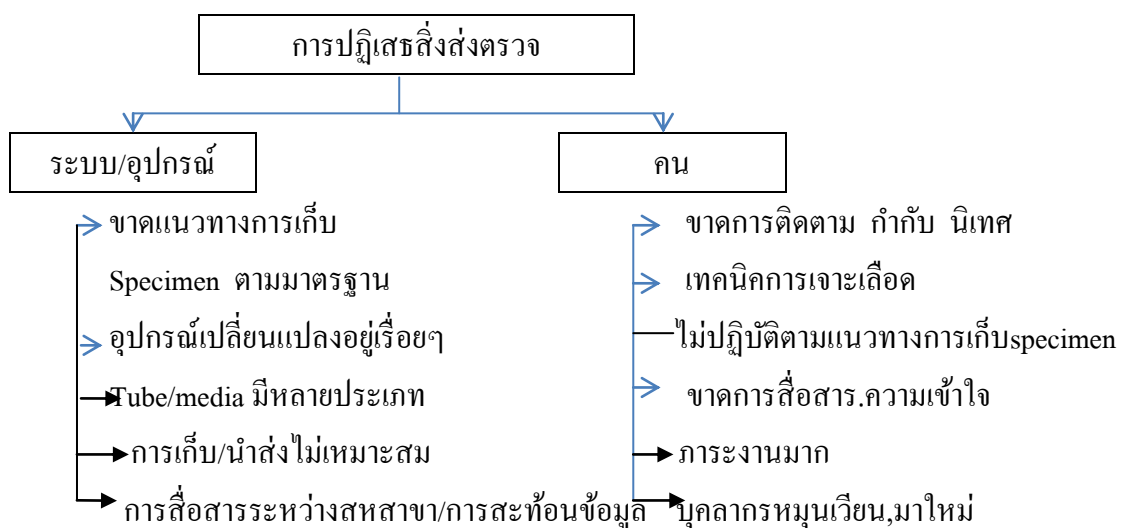 การปฏิเสธสิ่งส่งตรวจ
ระบบ/อุปกรณ์
ขาดแนวทางการเก็บ
Specimen ตามมาตรฐาน
อุปกรณ์เปลี่ยนแปลงอยู่เรื่อยๆ
Tube/media มีหลายประเภท
การเก็บ/นำส่งไม่เหมาะสม
การสื่อสารระหว่างสหสาขา/การสะท้อนข้อมูล
คน
ขาดการติดตาม กำกับ นิเทศ
เทคนิคการเจาะเลือด
ไม่ปฏิบัติตามแนวทางการเก็บspecimen
ขาดการสื่อสาร.ความเข้าใจ
ภาระงานมาก
บุคลากรหมุนเวียน,มาใหม่